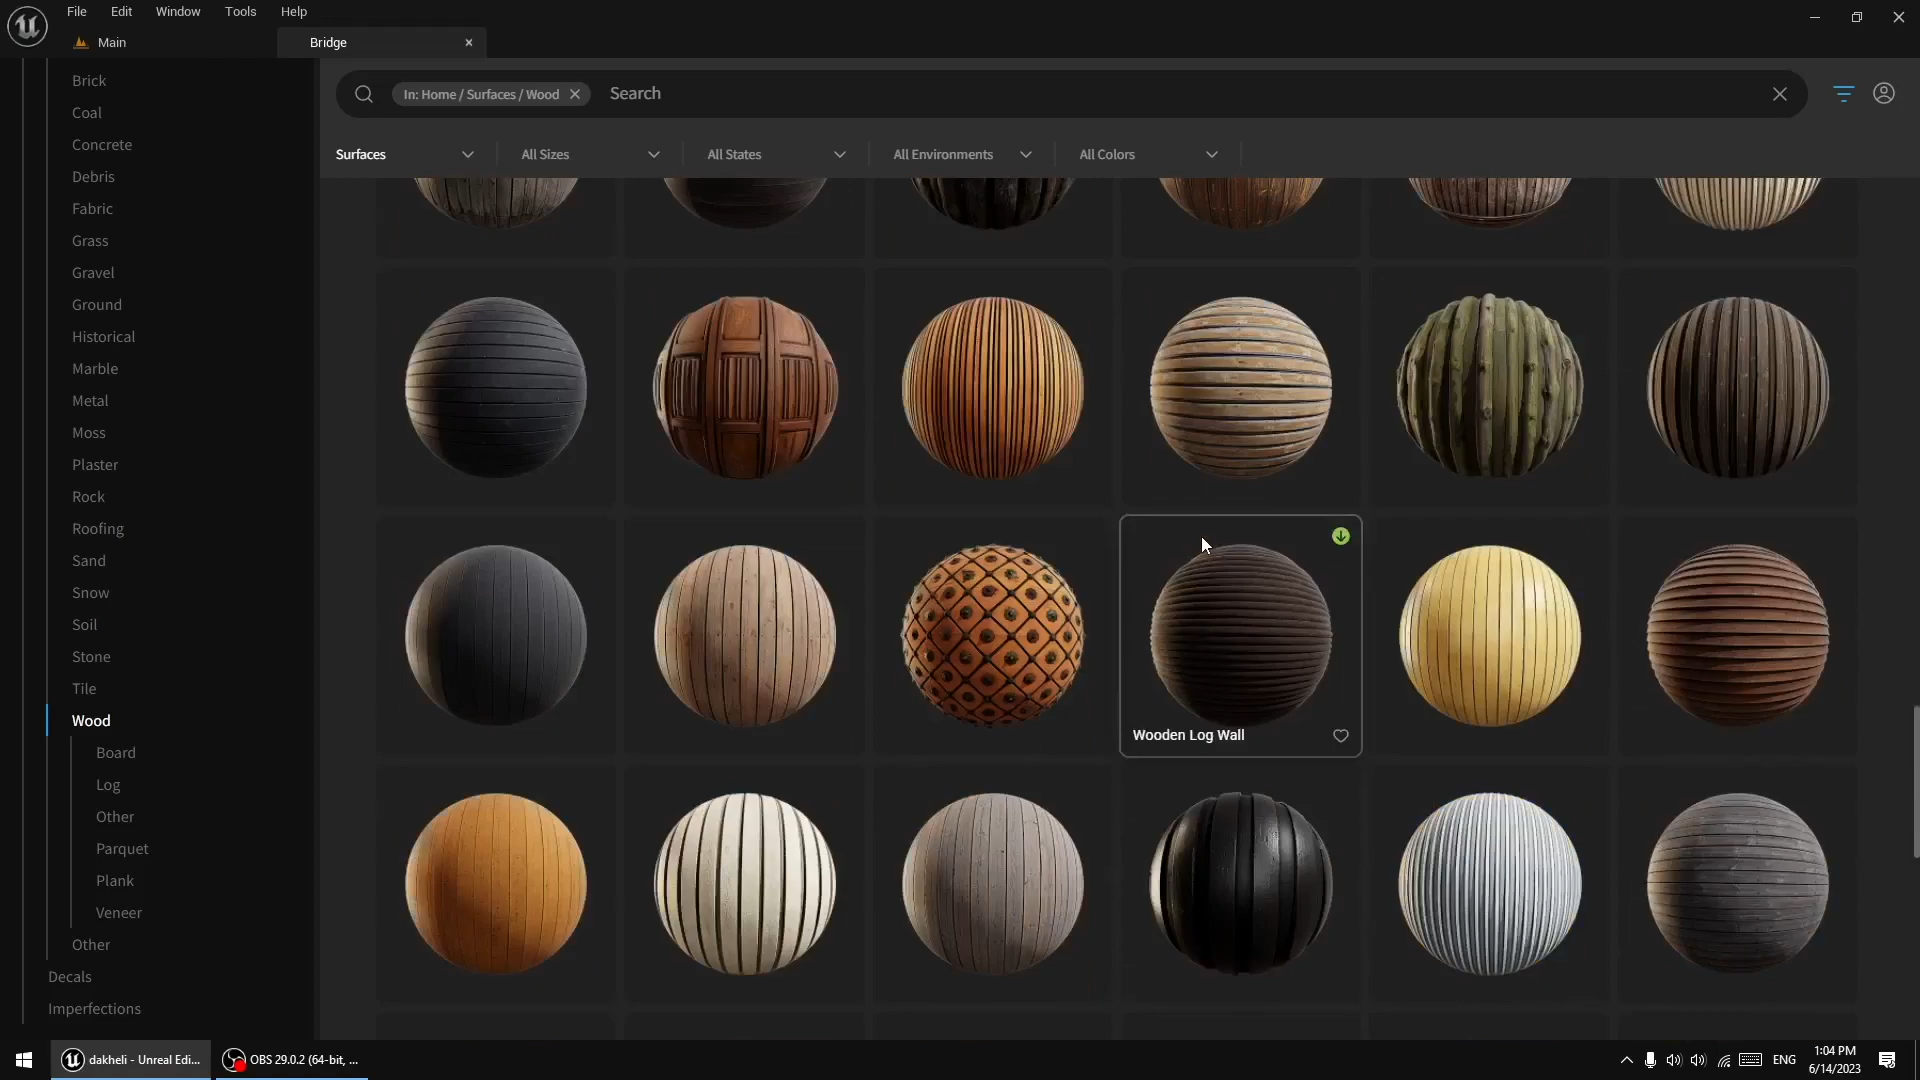 File Edit Window Tools Help
Main
Bridge
In: Home / Surfaces / Wood
Search
Surfaces
All Sizes
All States
All Environments
All Colors
Brick
Coal
Concrete
Debris
Fabric
Grass
Gravel
Ground
Historical
Marble
Metal
Moss
Plaster
Rock
Roofing
Sand
Snow
Soil
Stone
Tile
Wood
Board
Log
Other
Parquet
Plank
Veneer
Other
Decals
Imperfections
Wooden Log Wall
dakheli - Unreal Edi...
OBS 29.0.2 (64-bit, ...
ENG
1:04 PM
6/14/2023